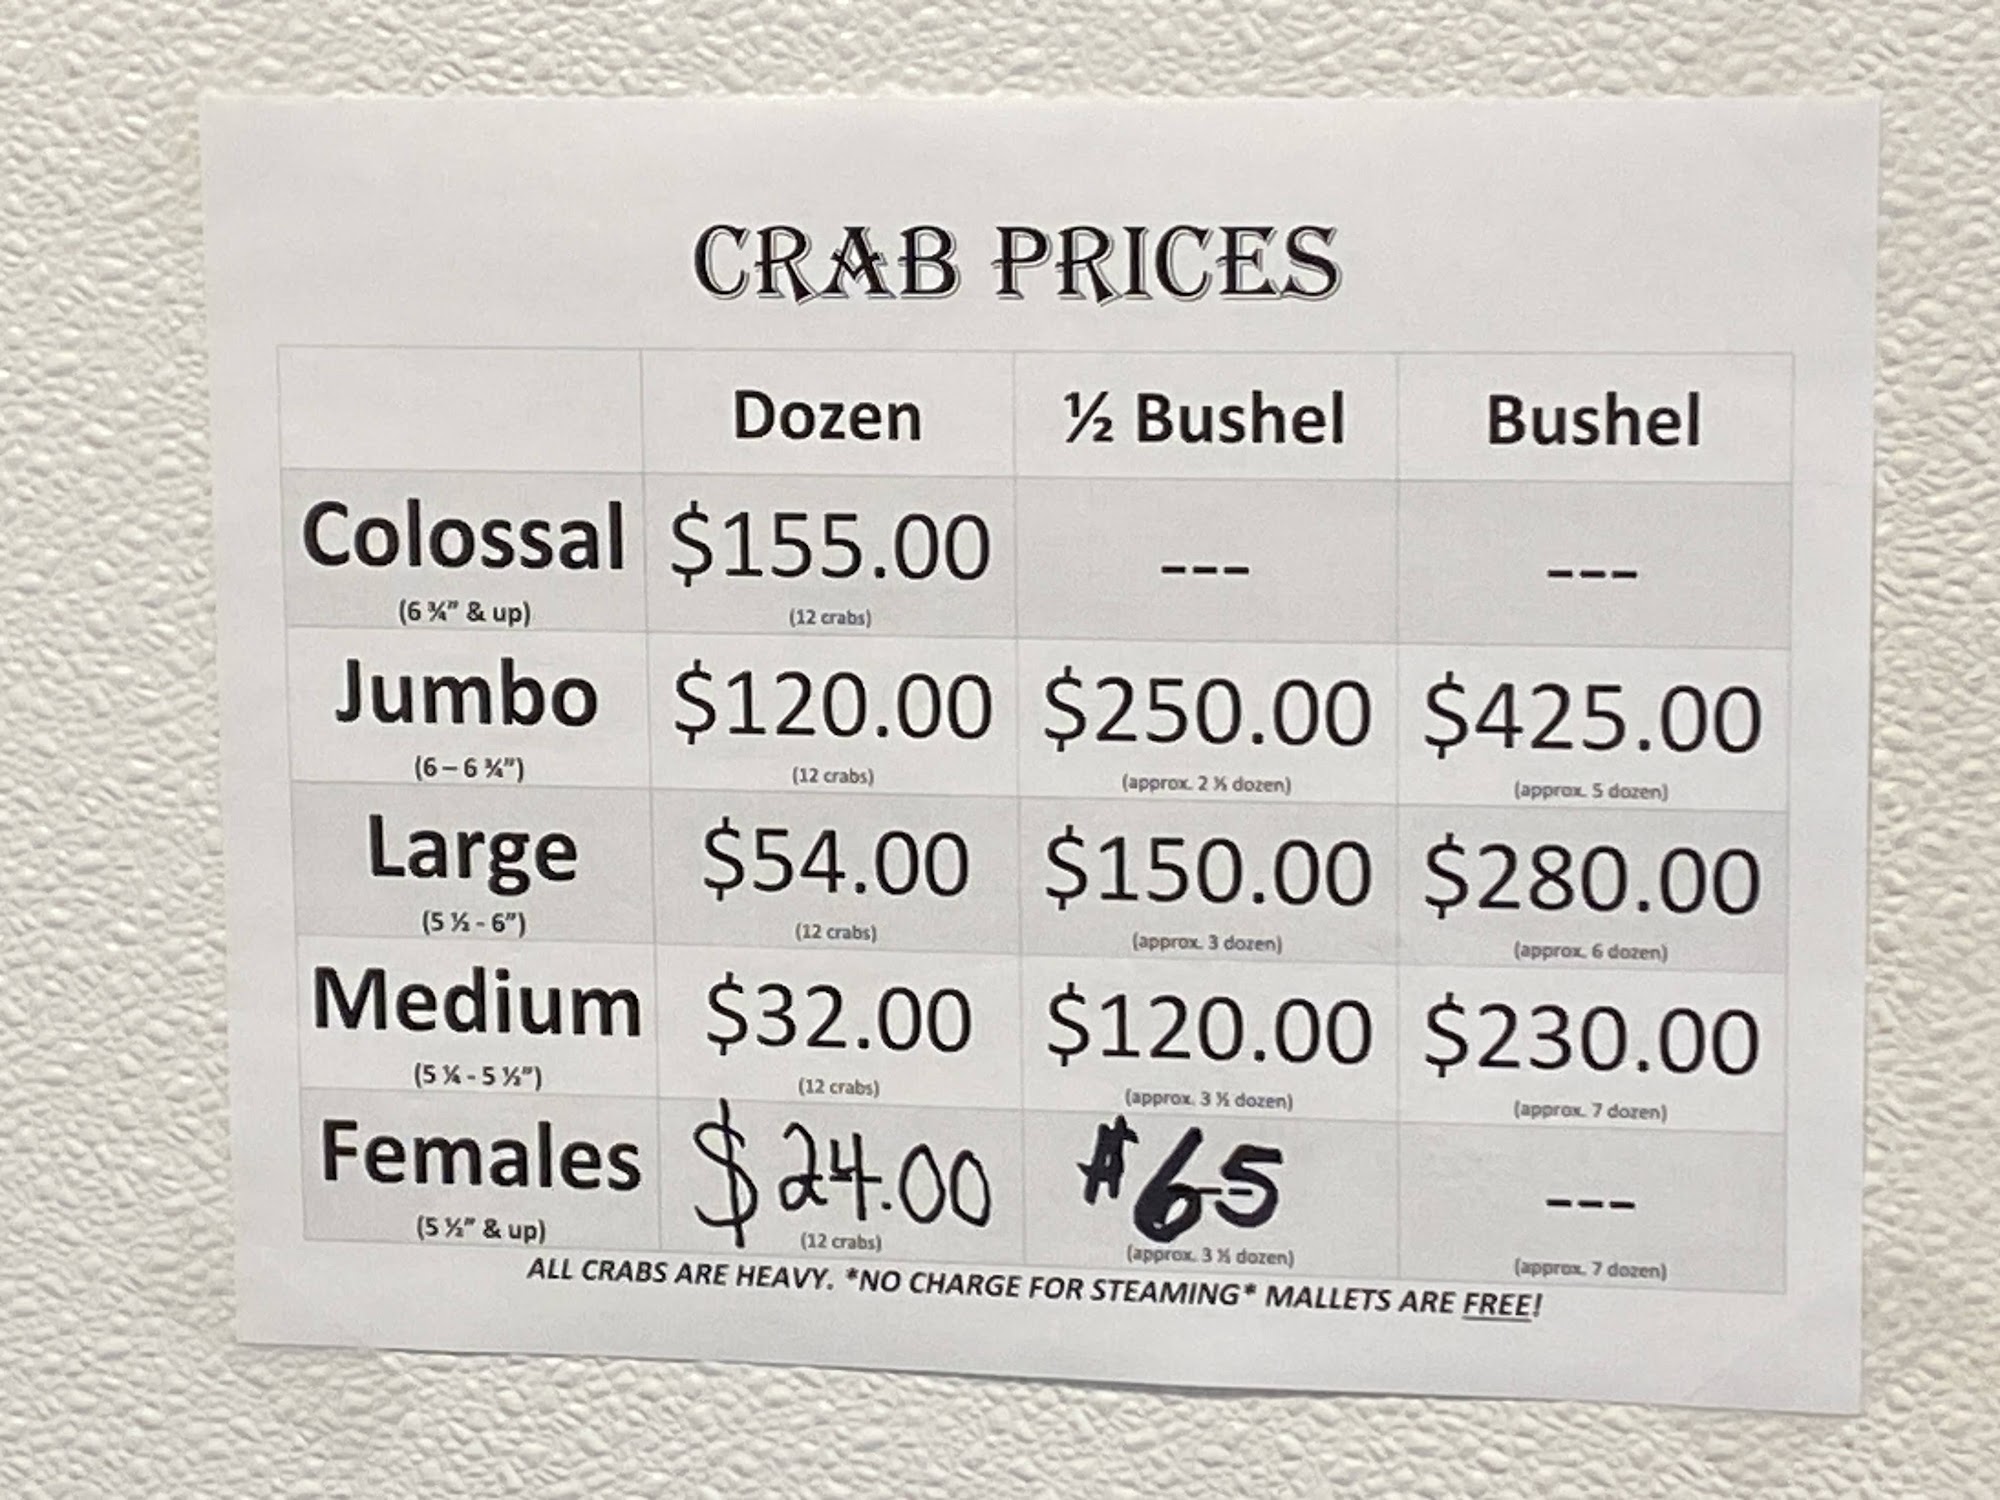 CRAB PRICES
Dozen ½ Bushel Bushel
Colossal $155.00 --- ---
(6 ¾" & up) (12 crabs)
Jumbo $120.00 $250.00 $425.00
(6 – 6 ¾") (12 crabs) (approx. 2 ½ dozen) (approx. 5 dozen)
Large $54.00 $150.00 $280.00
(5 ½ - 6") (12 crabs) (approx. 3 dozen) (approx. 6 dozen)
Medium $32.00 $120.00 $230.00
(5 ¼ - 5 ½") (12 crabs) (approx. 3 ½ dozen) (approx. 7 dozen)
Females $24.00 $65 ---
(5 ½" & up) (12 crabs) (approx. 3 ½ dozen) (approx. 7 dozen)
ALL CRABS ARE HEAVY. *NO CHARGE FOR STEAMING* MALLETS ARE FREE!